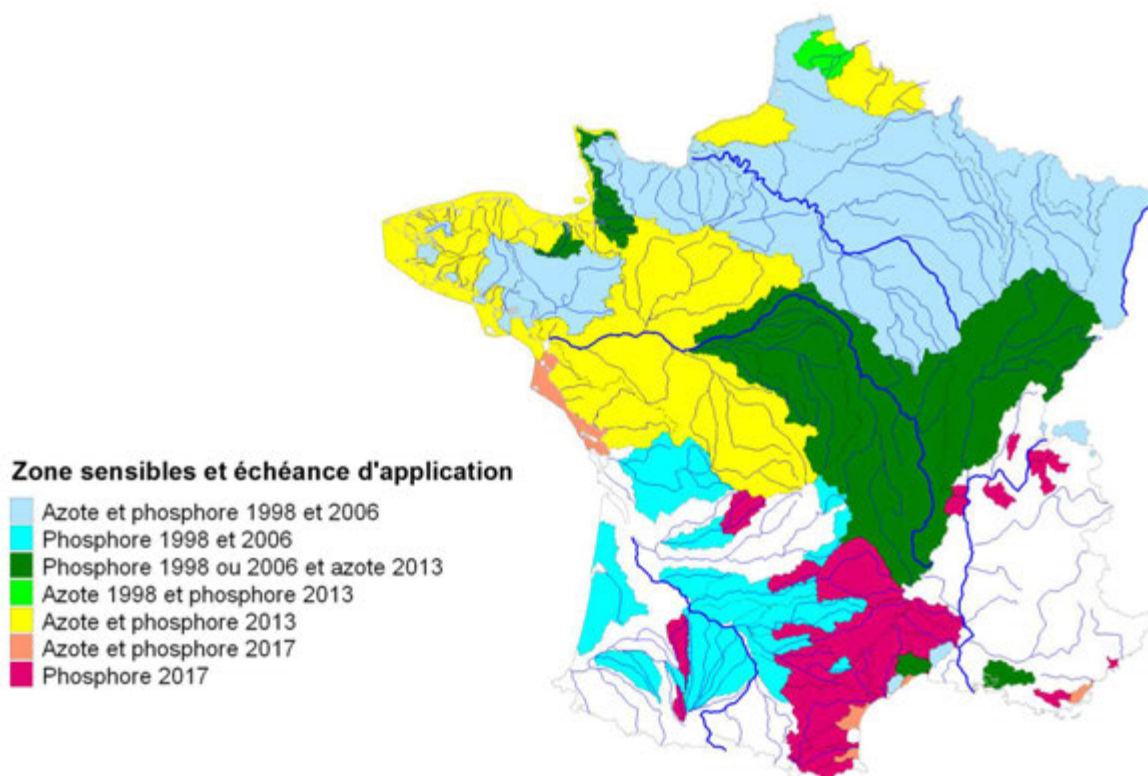 Zone sensibles et échéance d'application
Azote et phosphore 1998 et 2006
Phosphore 1998 et 2006
Phosphore 1998 ou 2006 et azote 2013
Azote 1998 et phosphore 2013
Azote et phosphore 2013
Azote et phosphore 2017
Phosphore 2017